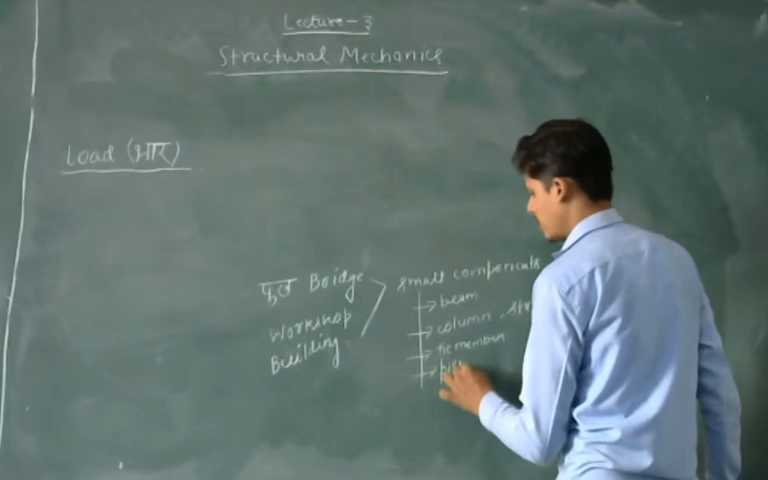 Lecture-3
Structural Mechanics
Load (भार)
पुल Bridge
Workshop
Building
small components
beam
column,
tie member